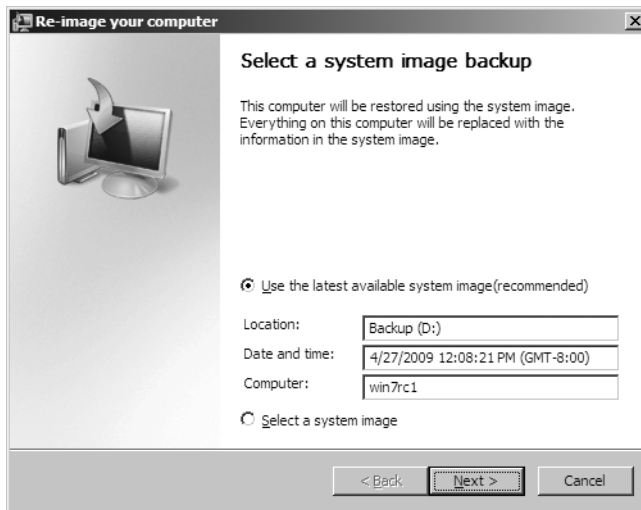 Re-image your computer
Select a system image backup
This computer will be restored using the system image.
Everything on this computer will be replaced with the
information in the system image.
Use the latest available system image(recommended)
Location: Backup (D:)
Date and time: 4/27/2009 12:08:21 PM (GMT-8:00)
Computer: win7rc1
Select a system image
< Back Next > Cancel